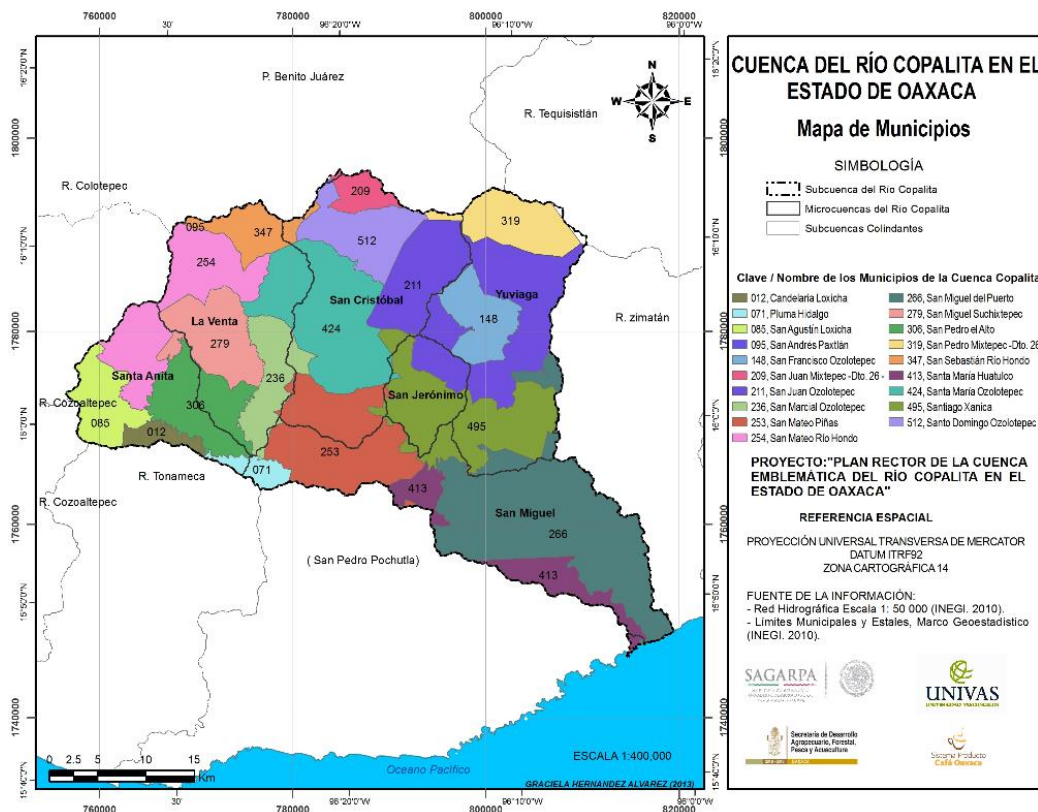 760000 780000 800000 820000
30' 96°20'0"W 96°10'0"W 96°0'0"W
P. Benito Juárez
N
W E
S
R. Tequisistlán
R. Colotepec
209
319
095
347
512
254
211
San Cristóbal
Yuviaga
R. zimatán
La Venta
424
148
279
Santa Anita
236
San Jerónimo
306
R. Cozoaltepec
085
012
495
253
R. Tonameca
071
413
R. Cozoaltepec
San Miguel
266
( San Pedro Pochutla)
413
1800000
1780000
1760000
1740000
16°20'0"N
16°10'0"N
16°0'0"N
15°50'0"N
ESCALA 1:400,000
0 2.5 5 10 15
Km
Oceano Pacífico
GRACIELA HERNANDEZ ALVAREZ (2013)
760000 780000 800000 820000
30' 96°20'0"W 96°10'0"W 96°0'0"W
CUENCA DEL RÍO COPALITA EN EL
ESTADO DE OAXACA
Mapa de Municipios
SIMBOLOGÍA
Subcuenca del Río Copalita
Microcuencas del Río Copalita
Subcuencas Colindantes
Clave / Nombre de los Municipios de la Cuenca Copalita
012, Candelaria Loxicha
071, Pluma Hidalgo
085, San Agustín Loxicha
095, San Andrés Paxtlán
148, San Francisco Ozolotepec
209, San Juan Mixtepec -Dto. 26 -
211, San Juan Ozolotepec
236, San Marcial Ozolotepec
253, San Mateo Piñas
254, San Mateo Río Hondo
266, San Miguel del Puerto
279, San Miguel Suchixtepec
306, San Pedro el Alto
319, San Pedro Mixtepec -Dto. 26
347, San Sebastián Río Hondo
413, Santa María Huatulco
424, Santa María Ozolotepec
495, Santiago Xanica
512, Santo Domingo Ozolotepec
PROYECTO:"PLAN RECTOR DE LA CUENCA
EMBLEMÁTICA DEL RÍO COPALITA EN EL
ESTADO DE OAXACA"
REFERENCIA ESPACIAL
PROYECCIÓN UNIVERSAL TRANSVERSA DE MERCATOR
DATUM ITRF92
ZONA CARTOGRÁFICA 14
FUENTE DE LA INFORMACIÓN:
- Red Hidrográfica Escala 1: 50 000 (INEGI. 2010).
- Límites Municipales y Estales, Marco Geoestadístico
(INEGI. 2010).
SAGARPA
UNIVAS
Secretaría de Desarrollo
Agropecuario, Forestal,
Pesca y Acuacultura
OAXACA
Sistema Producto
Café Oaxaca